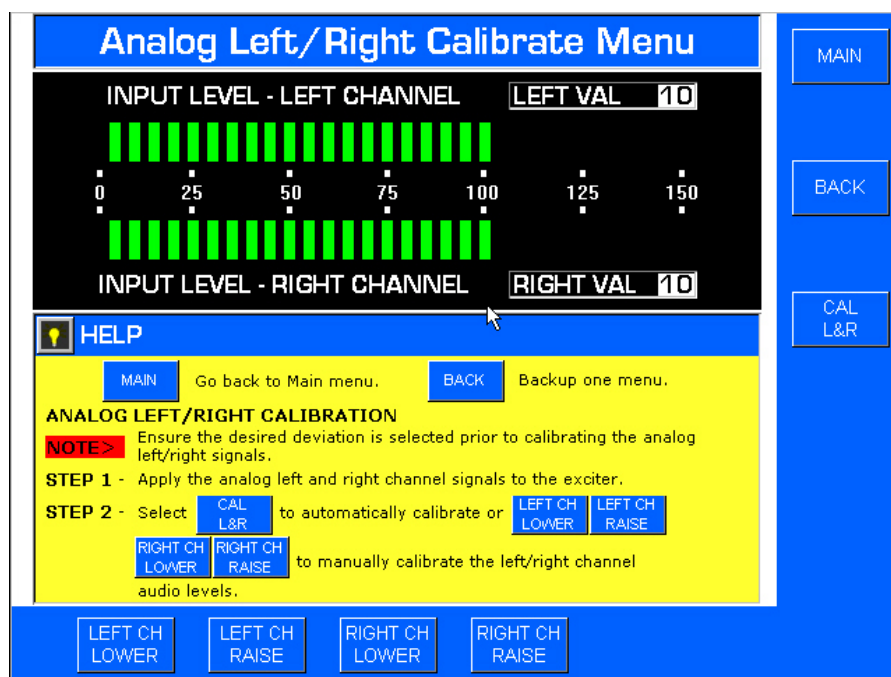 Analog Left/Right Calibrate Menu
MAIN
INPUT LEVEL - LEFT CHANNEL LEFT VAL 10
0 25 50 75 100 125 150
BACK
INPUT LEVEL - RIGHT CHANNEL RIGHT VAL 10
CAL
L&R
HELP
MAIN Go back to Main menu. BACK Backup one menu.
ANALOG LEFT/RIGHT CALIBRATION
NOTE> Ensure the desired deviation is selected prior to calibrating the analog
left/right signals.
STEP 1 - Apply the analog left and right channel signals to the exciter.
STEP 2 - Select CAL L&R to automatically calibrate or LEFT CH LOWER LEFT CH RAISE
RIGHT CH LOWER RIGHT CH RAISE to manually calibrate the left/right channel
audio levels.
LEFT CH LOWER
LEFT CH RAISE
RIGHT CH LOWER
RIGHT CH RAISE